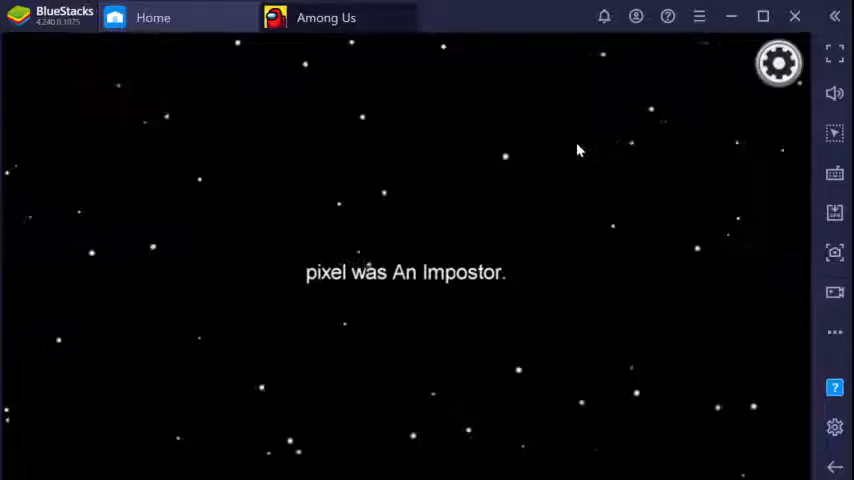 BlueStacks
4.240.0.1075
Home
Among Us
pixel was An Impostor.